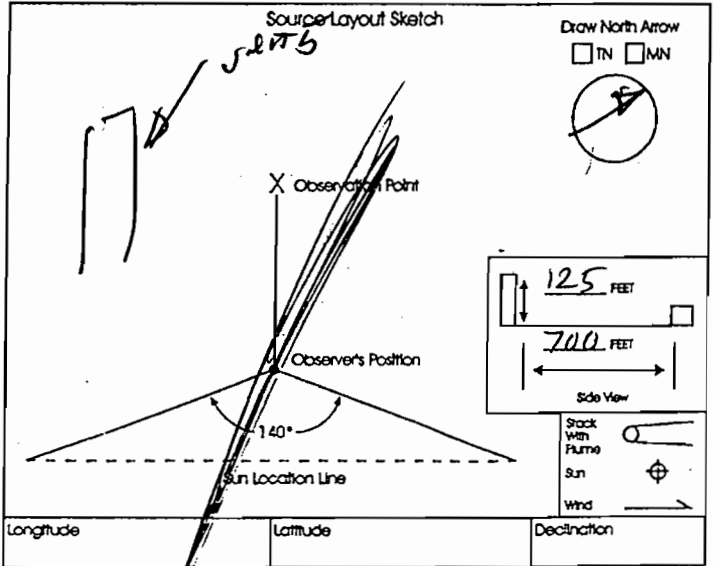 Source Layout Sketch
Draw North Arrow
TN MN
X Observation Point
125 FEET
700 FEET
Side View
Observer's Position
140°
Sun Location Line
Stack
With
Plume
Sun
Wind
Longitude
Latitude
Declination